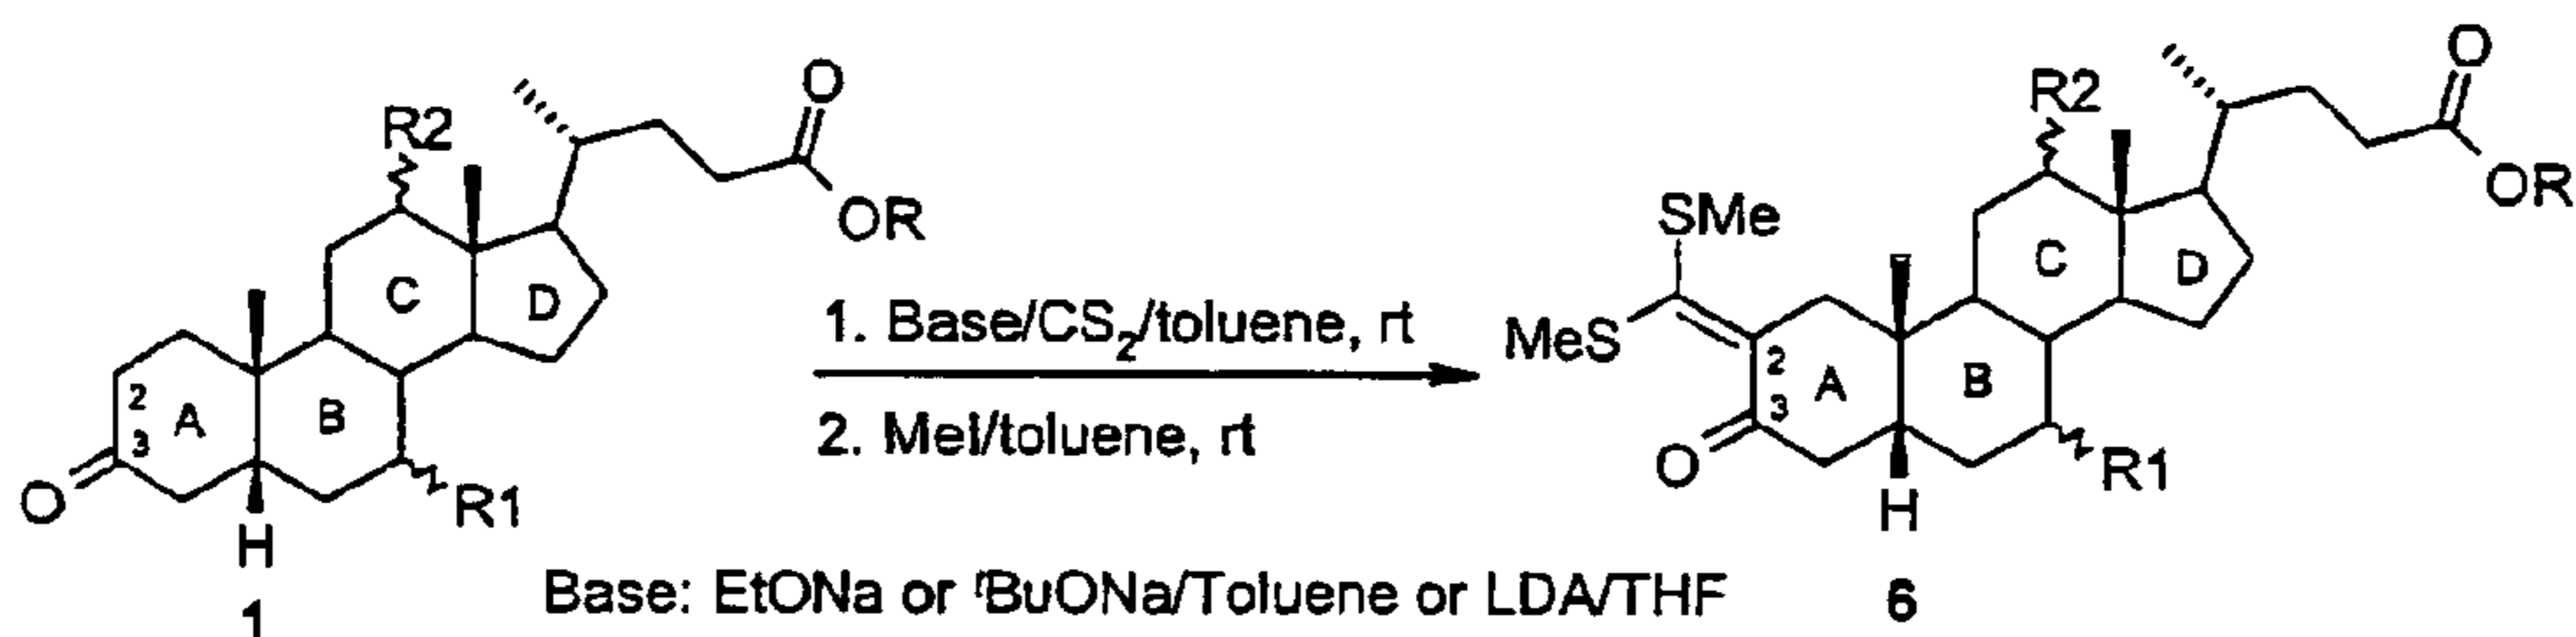 O
R2
OR
C
D
2
A
B
3
O
R1
H
1
1. Base/CS2/toluene, rt
2. MeI/toluene, rt
Base: EtONa or tBuONa/Toluene or LDA/THF
O
R2
OR
SMe
C
D
MeS
2
A
B
3
O
R1
H
6